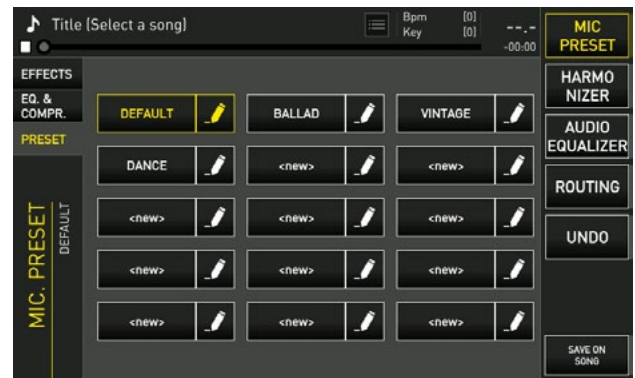 Title (Select a song)
Bpm [0]
Key [0]
--.-
-00:00
MIC
PRESET
EFFECTS
EQ. &
COMPR.
PRESET
MIC. PRESET
DEFAULT
DEFAULT
BALLAD
VINTAGE
DANCE
<new>
<new>
<new>
<new>
<new>
<new>
<new>
<new>
<new>
<new>
<new>
HARMO
NIZER
AUDIO
EQUALIZER
ROUTING
UNDO
SAVE ON
SONG